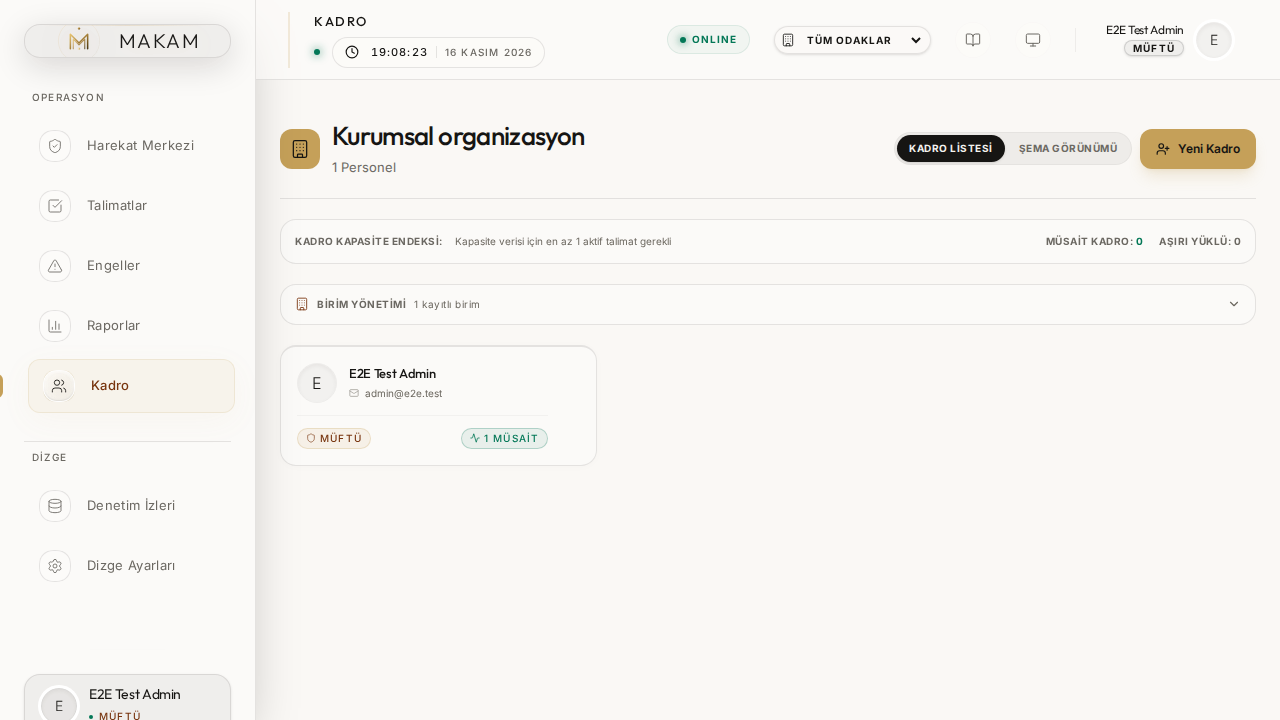 MAKAM
OPERASYON
Harekat Merkezi
Talimatlar
Engeller
Raporlar
Kadro
DİZGE
Denetim İzleri
Dizge Ayarları
E
E2E Test Admin
MÜFTÜ
KADRO
19:08:23 16 KASIM 2026
ONLINE
TÜM ODAKLAR
E2E Test Admin
MÜFTÜ
E
Kurumsal organizasyon
1 Personel
KADRO LİSTESİ
ŞEMA GÖRÜNÜMÜ
Yeni Kadro
KADRO KAPASİTE ENDEKSİ: Kapasite verisi için en az 1 aktif talimat gerekli
MÜSAİT KADRO: 0 AŞIRI YÜKLÜ: 0
BİRİM YÖNETİMİ 1 kayıtlı birim
E
E2E Test Admin
admin@e2e.test
MÜFTÜ
1 MÜSAİT